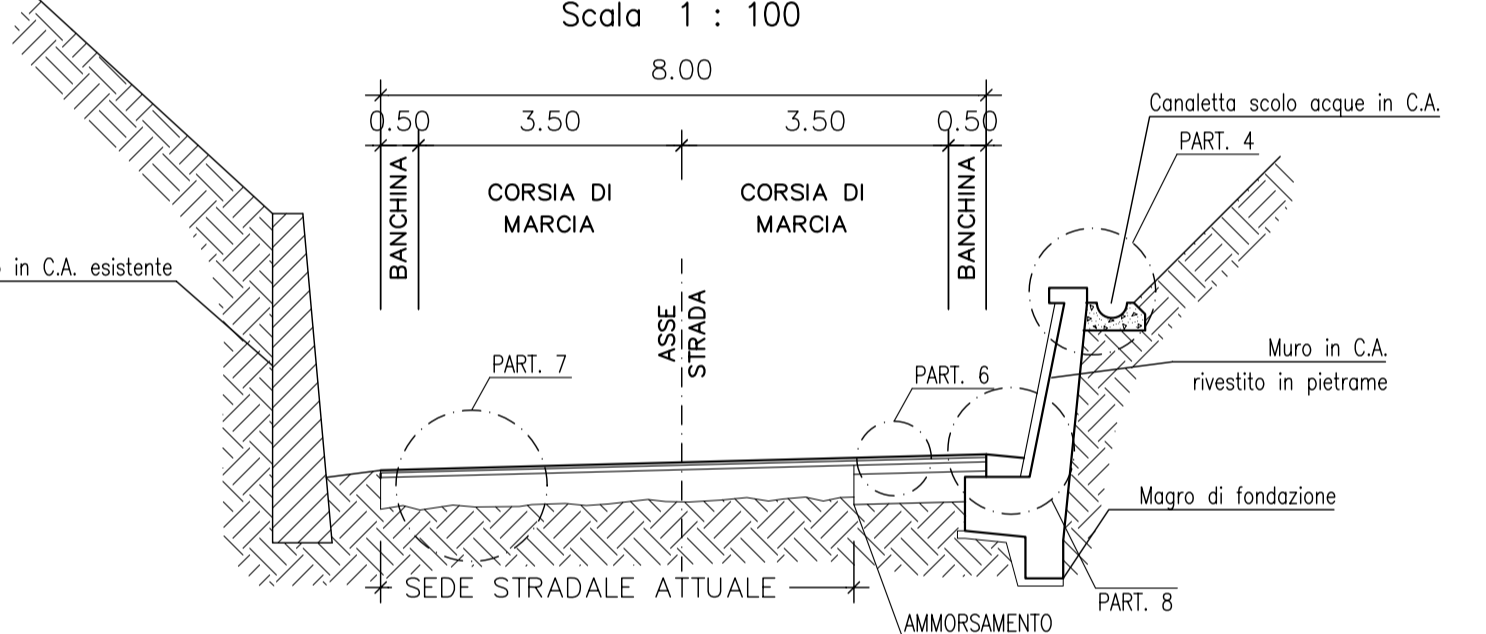 Scala 1 : 100
8.00
0.50 3.50 3.50 0.50
BANCHINA
CORSIA DI
MARCIA
CORSIA DI
MARCIA
BANCHINA
ASSE
STRADA
Canaletta scolo acque in C.A.
PART. 4
in C.A. esistente
PART. 7
PART. 6
Muro in C.A.
rivestito in pietrame
Magro di fondazione
SEDE STRADALE ATTUALE
PART. 8
AMMORSAMENTO